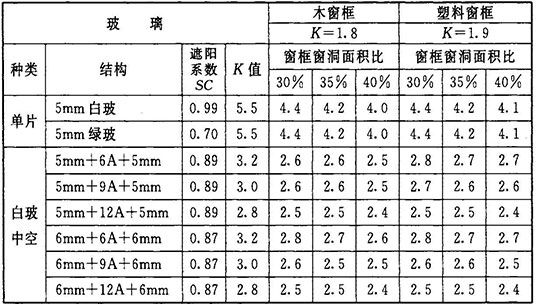 玻 璃 木窗框 塑料窗框
K=1.8 K=1.9
种类 结构 遮阳系数SC K值 窗框窗洞面积比 窗框窗洞面积比
30% 35% 40% 30% 35% 40%
单片 5mm白玻 0.99 5.5 4.4 4.2 4.0 4.4 4.2 4.1
5mm绿玻 0.70 5.5 4.4 4.2 4.0 4.4 4.2 4.1
白玻中空 5mm+6A+5mm 0.89 3.2 2.6 2.6 2.5 2.8 2.7 2.7
5mm+9A+5mm 0.89 3.0 2.6 2.6 2.5 2.7 2.6 2.6
5mm+12A+5mm 0.89 2.8 2.5 2.5 2.4 2.5 2.5 2.4
6mm+6A+6mm 0.87 3.2 2.8 2.7 2.6 2.8 2.7 2.7
6mm+9A+6mm 0.87 3.0 2.6 2.5 2.5 2.6 2.6 2.5
6mm+12A+6mm 0.87 2.8 2.5 2.5 2.4 2.5 2.5 2.4